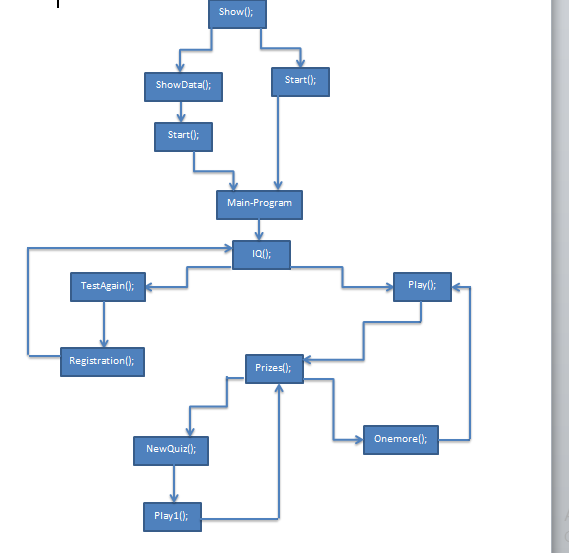 Show();
ShowData();
Start();
Start();
Main-Program
IQ();
TestAgain();
Play();
Registration();
Prizes();
Onemore();
NewQuiz();
Play1();